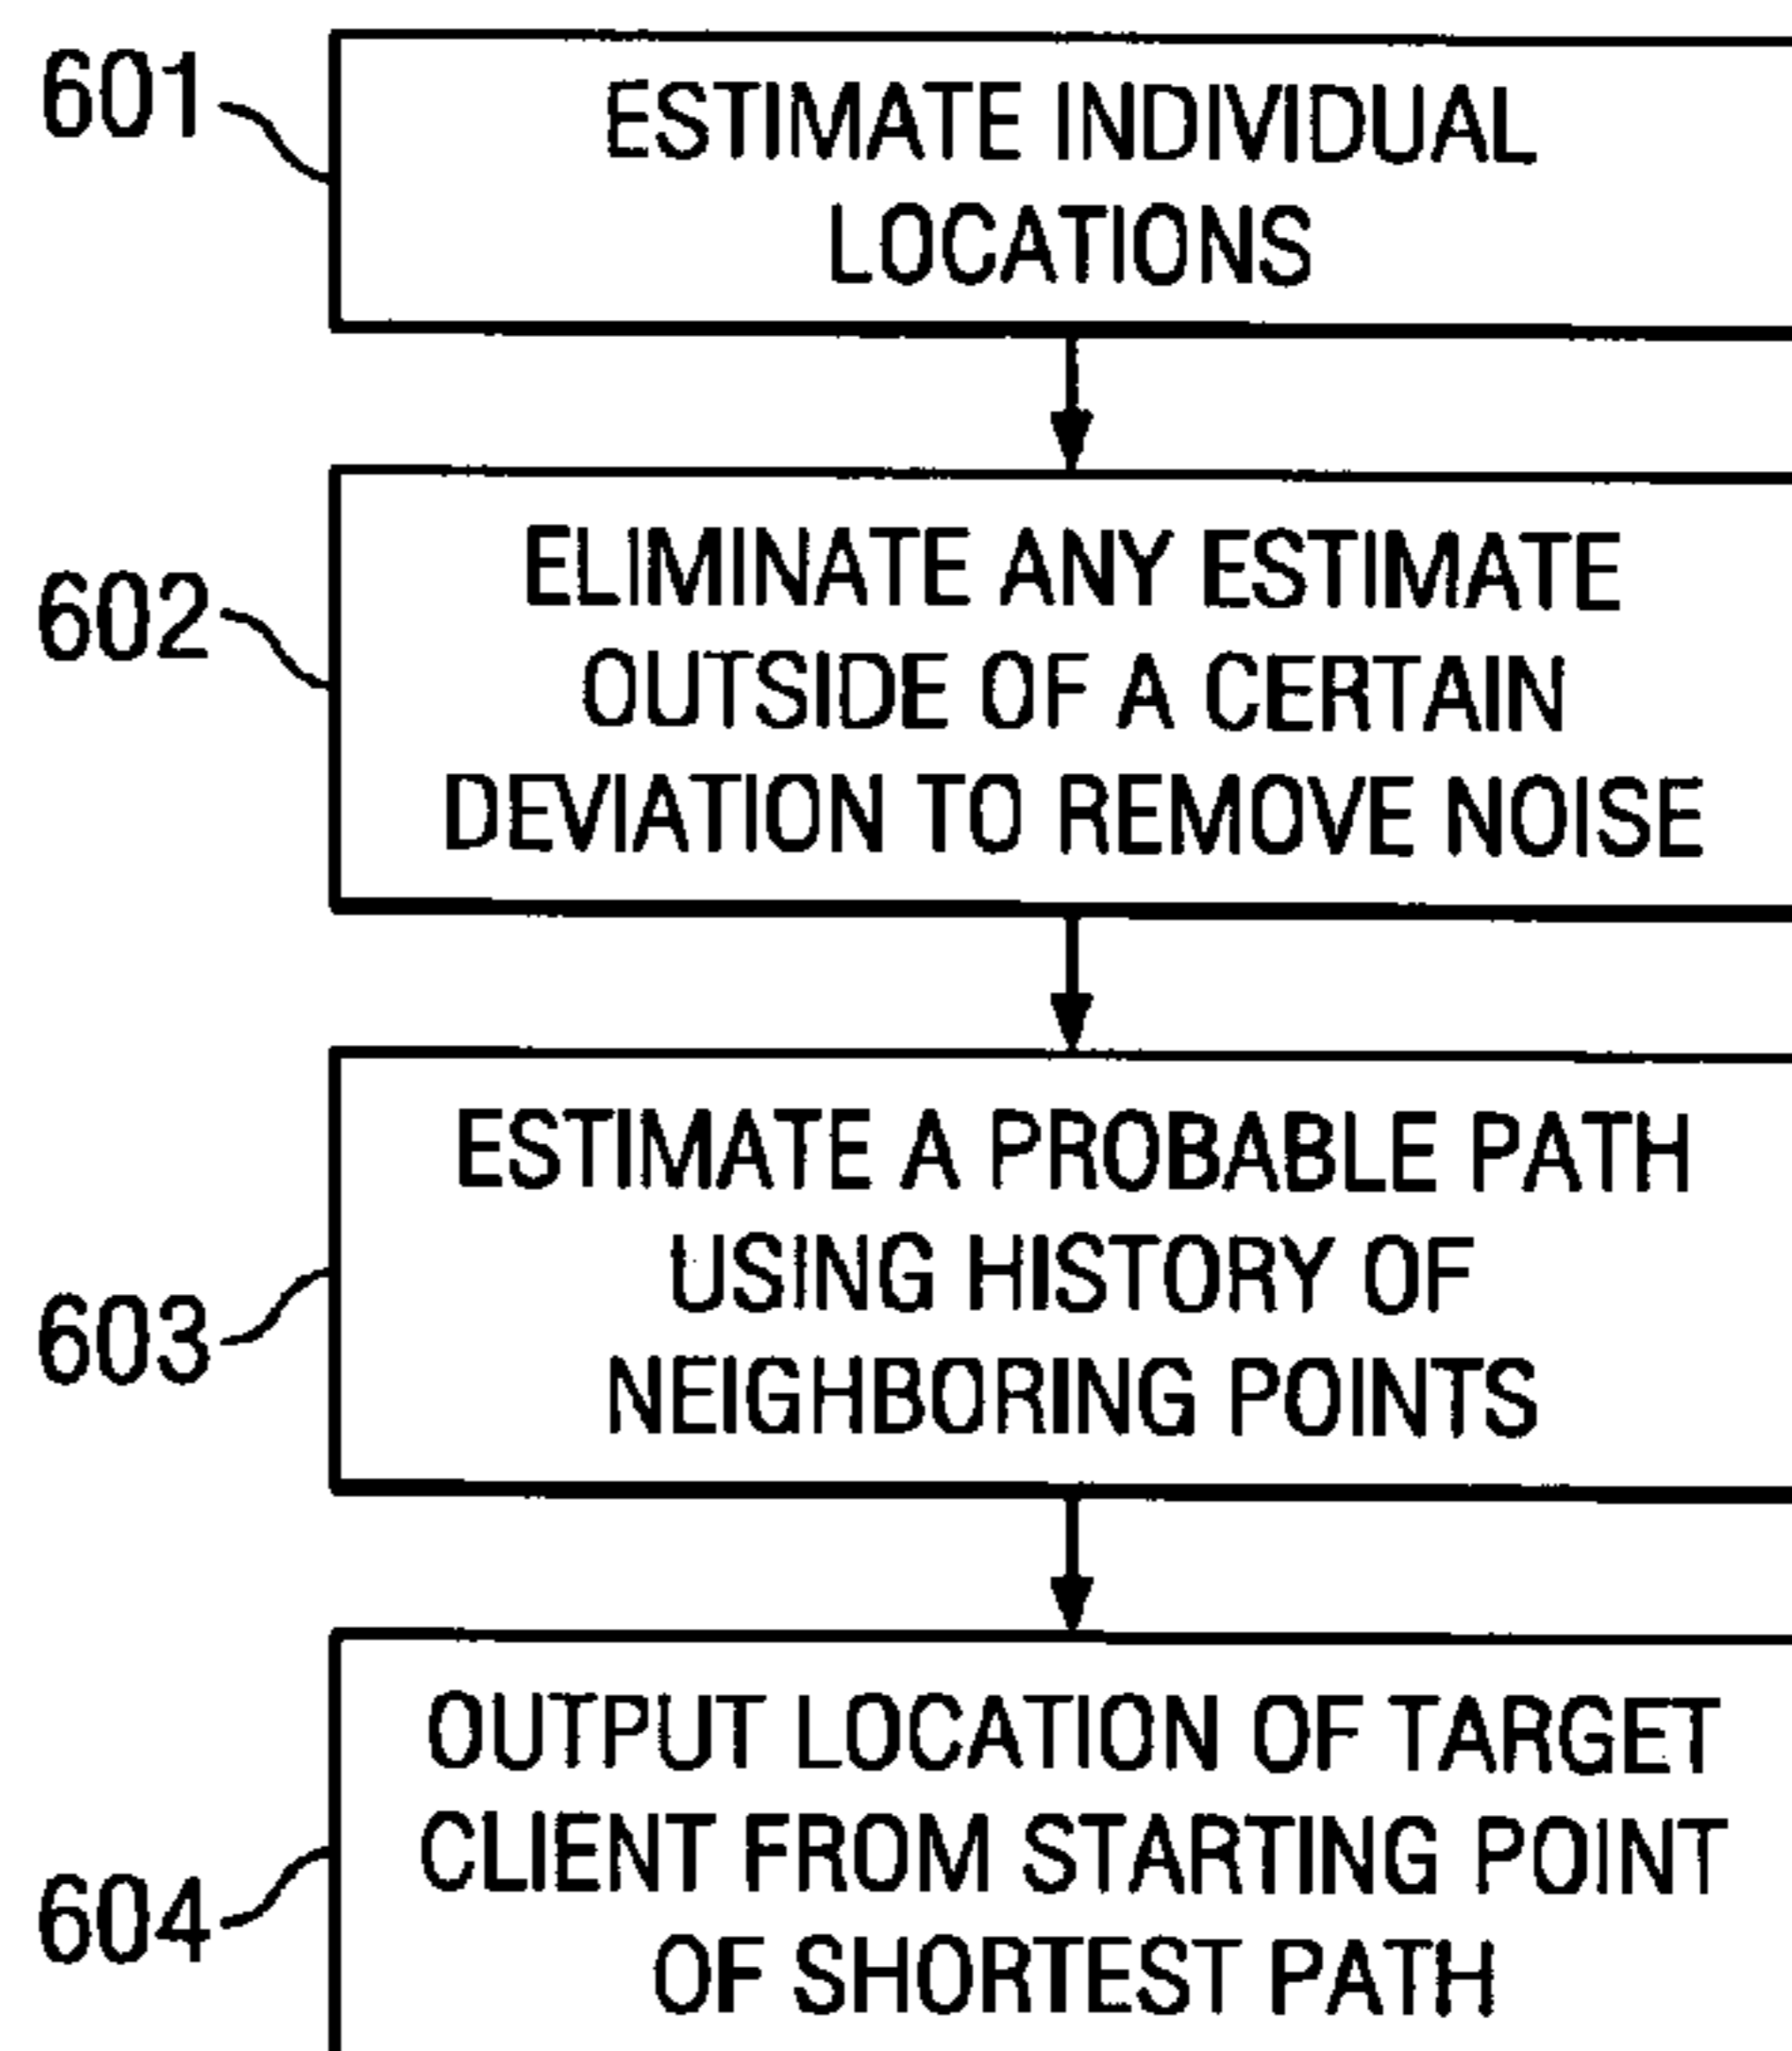 601
ESTIMATE INDIVIDUAL
LOCATIONS
602
ELIMINATE ANY ESTIMATE
OUTSIDE OF A CERTAIN
DEVIATION TO REMOVE NOISE
603
ESTIMATE A PROBABLE PATH
USING HISTORY OF
NEIGHBORING POINTS
604
OUTPUT LOCATION OF TARGET
CLIENT FROM STARTING POINT
OF SHORTEST PATH